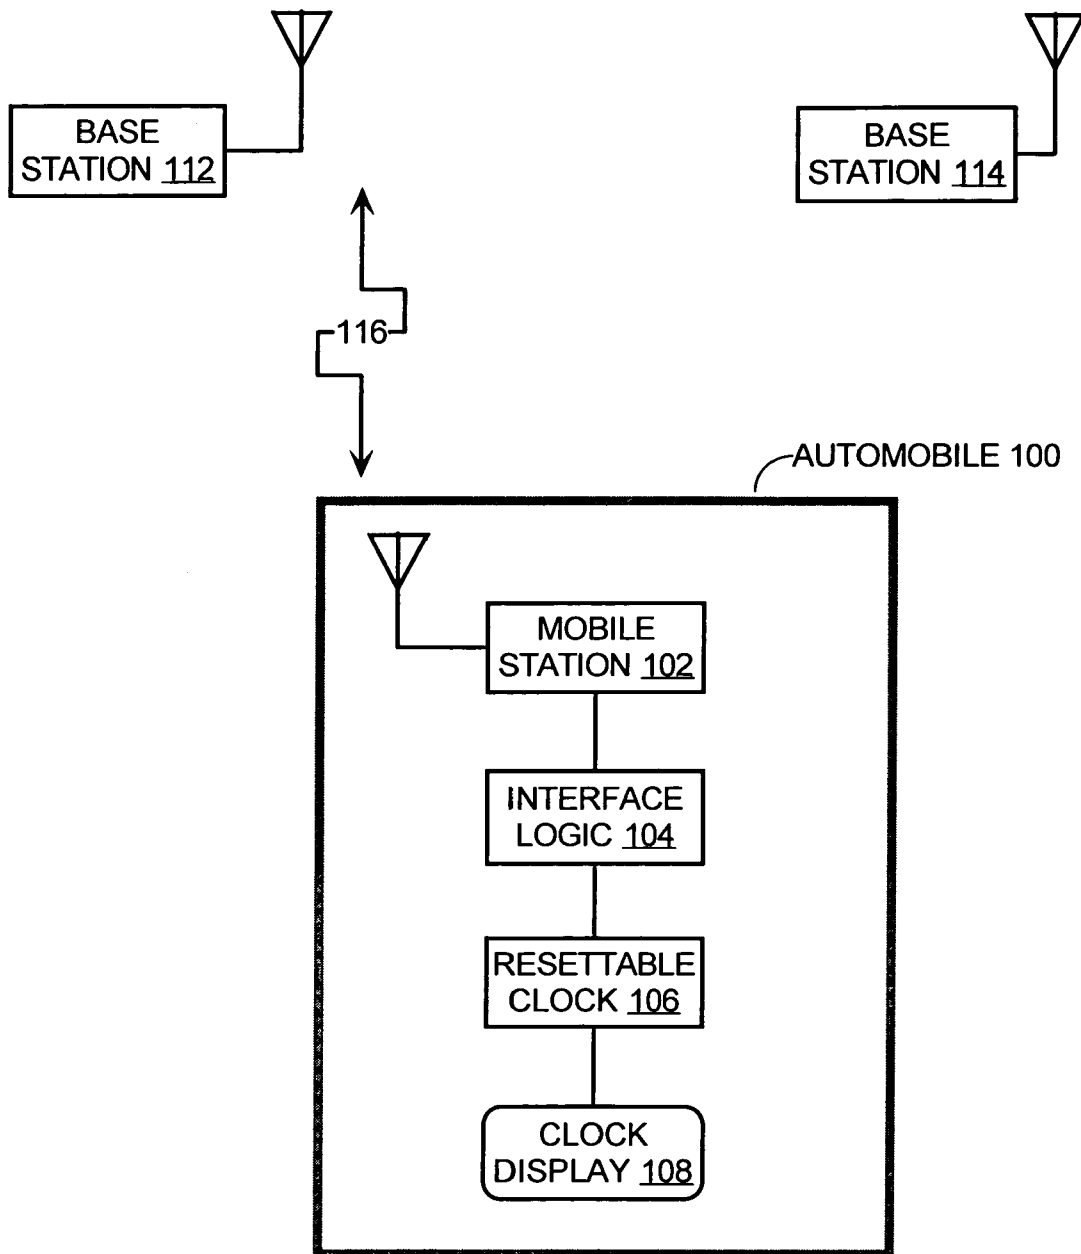 BASE
STATION 112
BASE
STATION 114
116
AUTOMOBILE 100
MOBILE
STATION 102
INTERFACE
LOGIC 104
RESETTABLE
CLOCK 106
CLOCK
DISPLAY 108